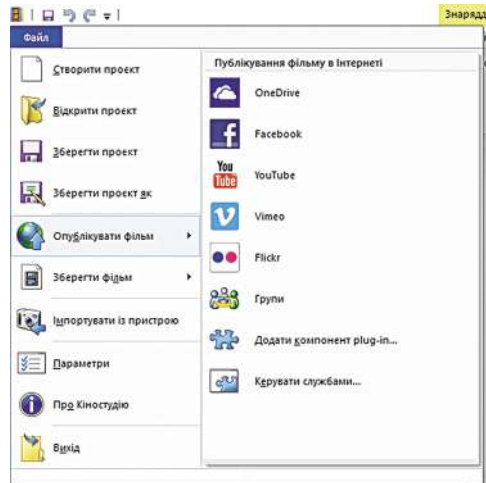 Знаряд
Файл
Створити проект
Відкрити проект
Зберегти проект
Зберегти проект як
Опублікувати фільм
Зберегти фільм
Імпортувати із пристрою
Параметри
Про Кіностудію
Вихід
Публікування фільму в Інтернеті
OneDrive
Facebook
You
Tube
YouTube
Vimeo
Flickr
Групи
Додати компонент plug-in...
Керувати службами...